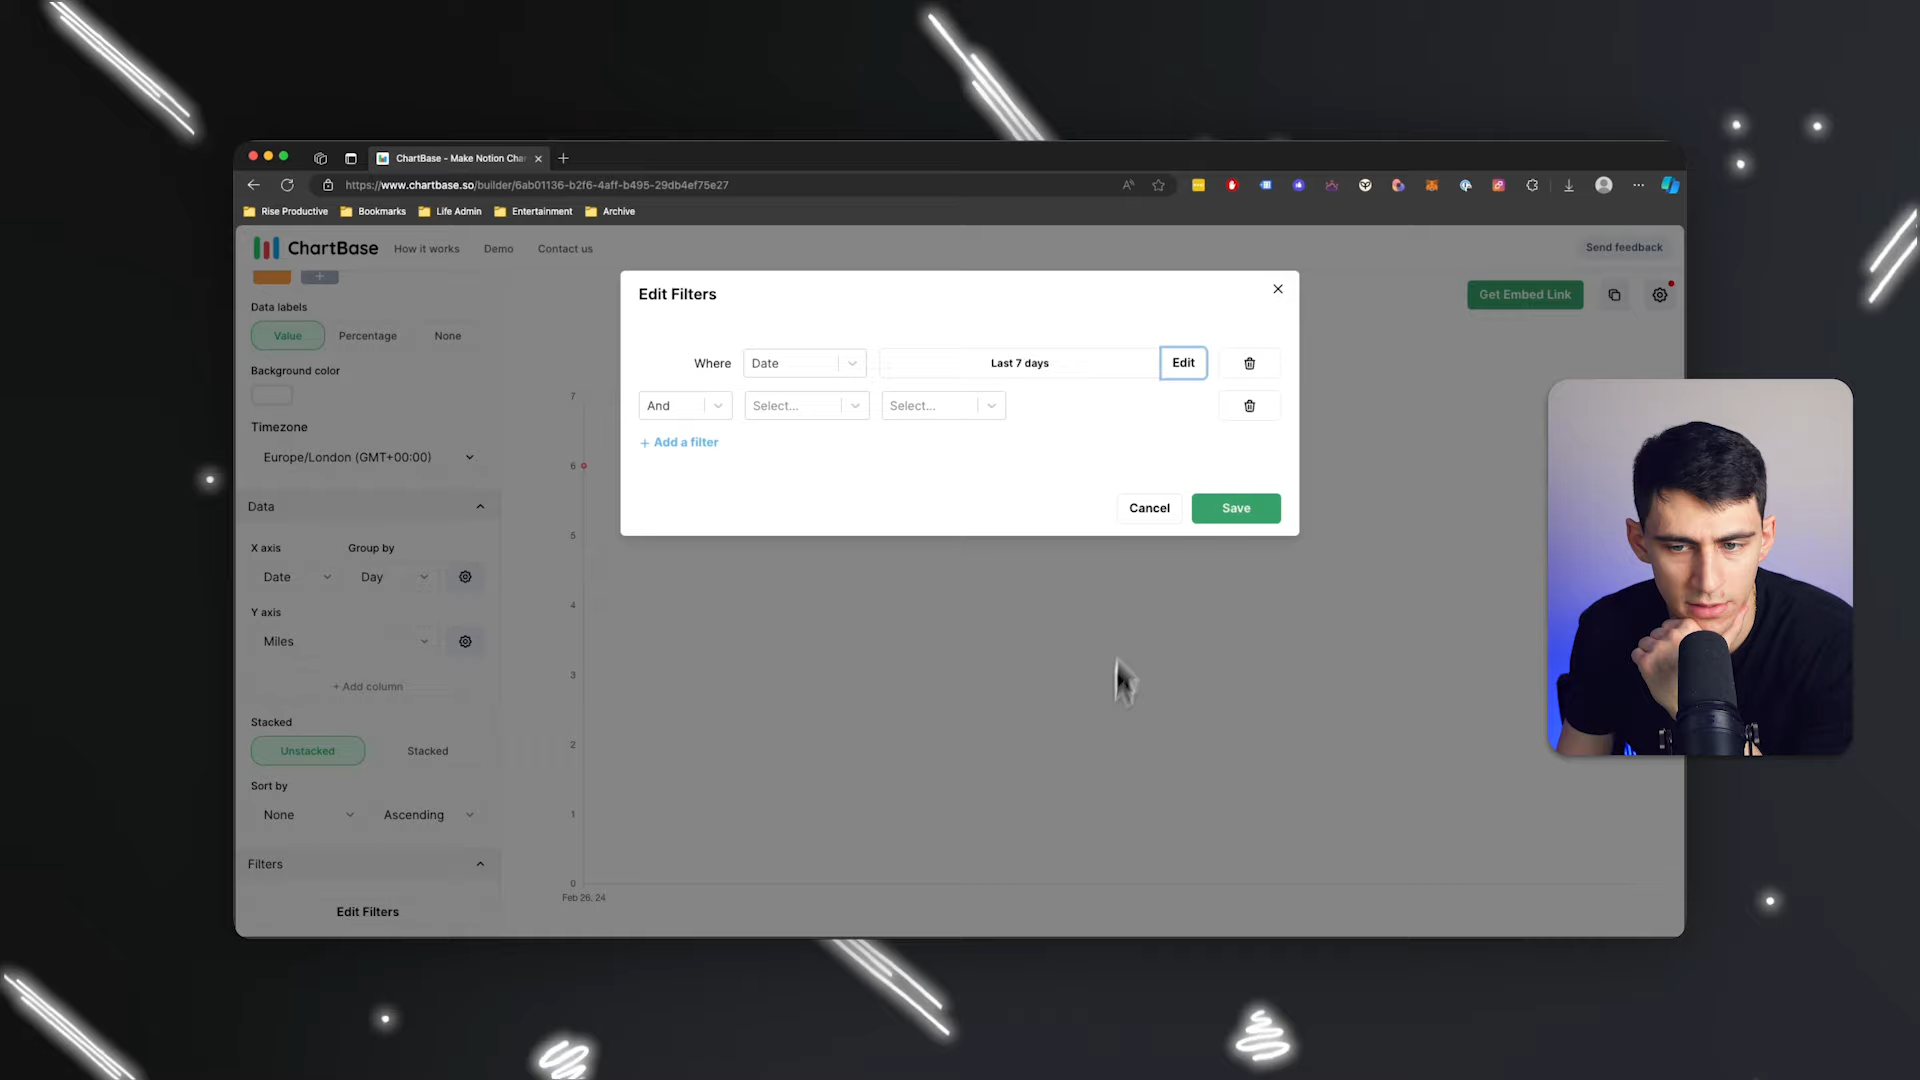 ChartBase - Make Notion Char
https://www.chartbase.so/builder/6ab01136-b2f6-4aff-b495-29db4ef75e27
Rise Productive Bookmarks Life Admin Entertainment Archive
ChartBase How it works Demo Contact us Send feedback
Get Embed Link
Data labels
Value Percentage None
Background color
Timezone
Europe/London (GMT+00:00)
Data
X axis Group by
Date Day
Y axis
Miles
+ Add column
Stacked
Unstacked Stacked
Sort by
None Ascending
Filters
Edit Filters
Edit Filters
Where Date Last 7 days Edit
And Select... Select...
+ Add a filter
Cancel Save
7
6
5
4
3
2
1
0
Feb 26, 24